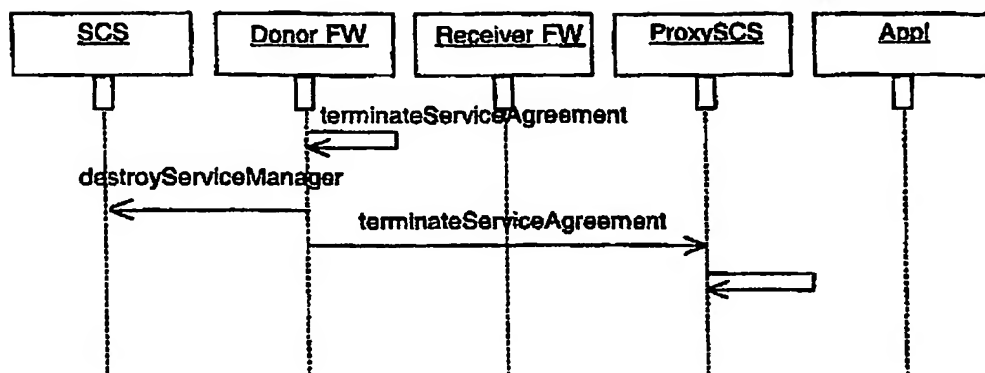 SCS Donor FW Receiver FW ProxySCS Appl
terminateServiceAgreement
destroyServiceManager
terminateServiceAgreement